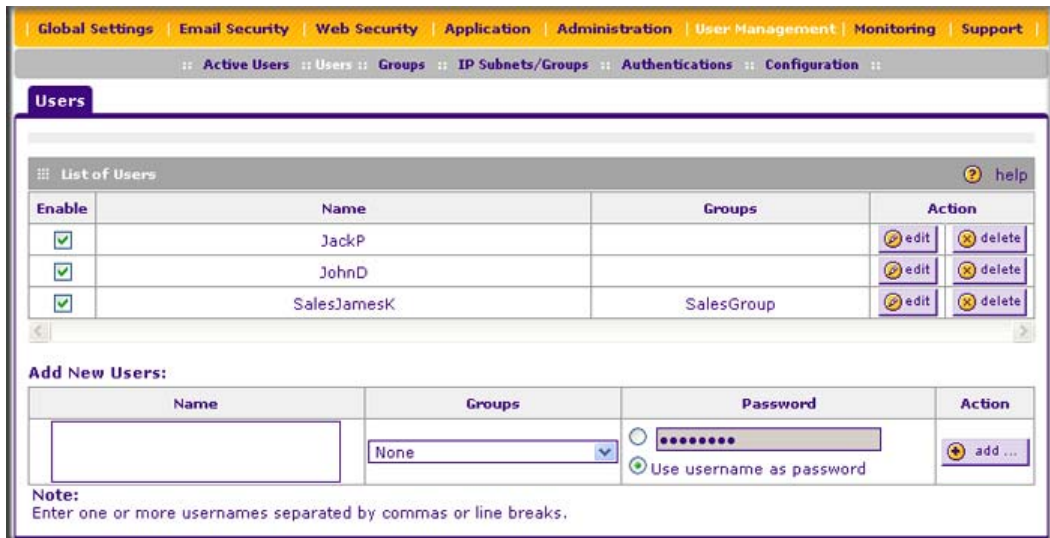 Global Settings | Email Security | Web Security | Application | Administration | User Management | Monitoring | Support
:: Active Users :: Users :: Groups :: IP Subnets/Groups :: Authentications :: Configuration ::
Users
List of Users ? help
Enable Name Groups Action
JackP edit delete
JohnD edit delete
SalesJamesK SalesGroup edit delete
Add New Users:
Name Groups Password Action
None
Use username as password
add ...
Note:
Enter one or more usernames separated by commas or line breaks.